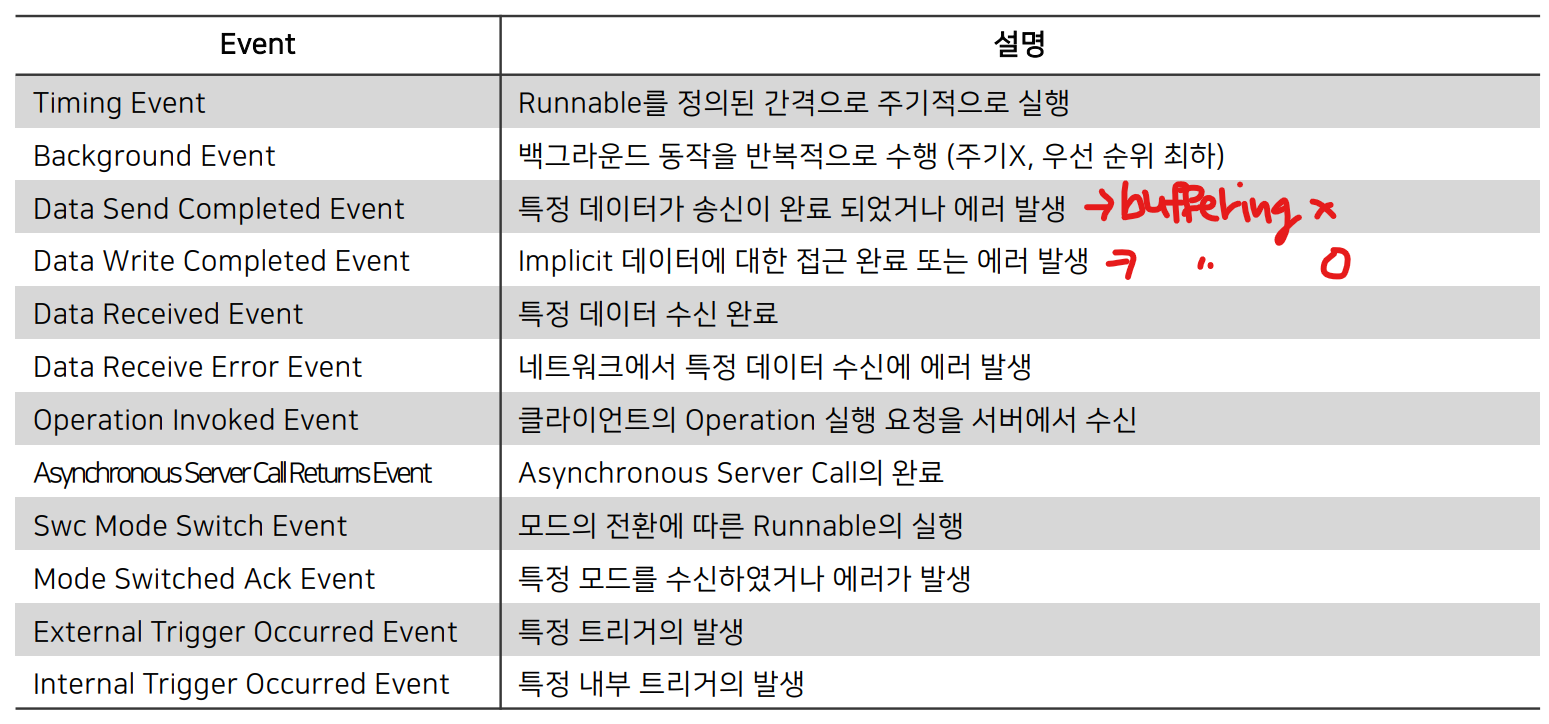 Event 설명
Timing Event Runnable를 정의된 간격으로 주기적으로 실행
Background Event 백그라운드 동작을 반복적으로 수행 (주기X, 우선 순위 최하)
Data Send Completed Event 특정 데이터가 송신이 완료 되었거나 에러 발생 → buffering x
Data Write Completed Event Implicit 데이터에 대한 접근 완료 또는 에러 발생 → 〃 O
Data Received Event 특정 데이터 수신 완료
Data Receive Error Event 네트워크에서 특정 데이터 수신에 에러 발생
Operation Invoked Event 클라이언트의 Operation 실행 요청을 서버에서 수신
Asynchronous Server Call Returns Event Asynchronous Server Call의 완료
Swc Mode Switch Event 모드의 전환에 따른 Runnable의 실행
Mode Switched Ack Event 특정 모드를 수신하였거나 에러가 발생
External Trigger Occurred Event 특정 트리거의 발생
Internal Trigger Occurred Event 특정 내부 트리거의 발생